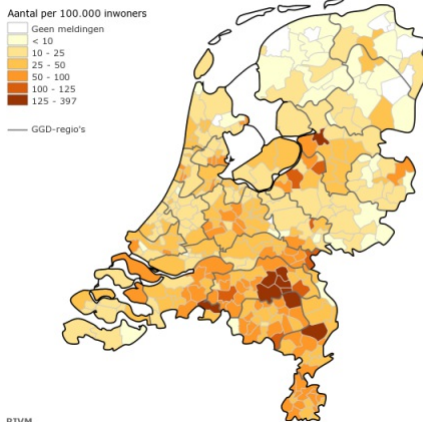 Aantal per 100.000 inwoners
Geen meldingen
< 10
10 - 25
25 - 50
50 - 100
100 - 125
125 - 397
GGD-regio's
RIVM